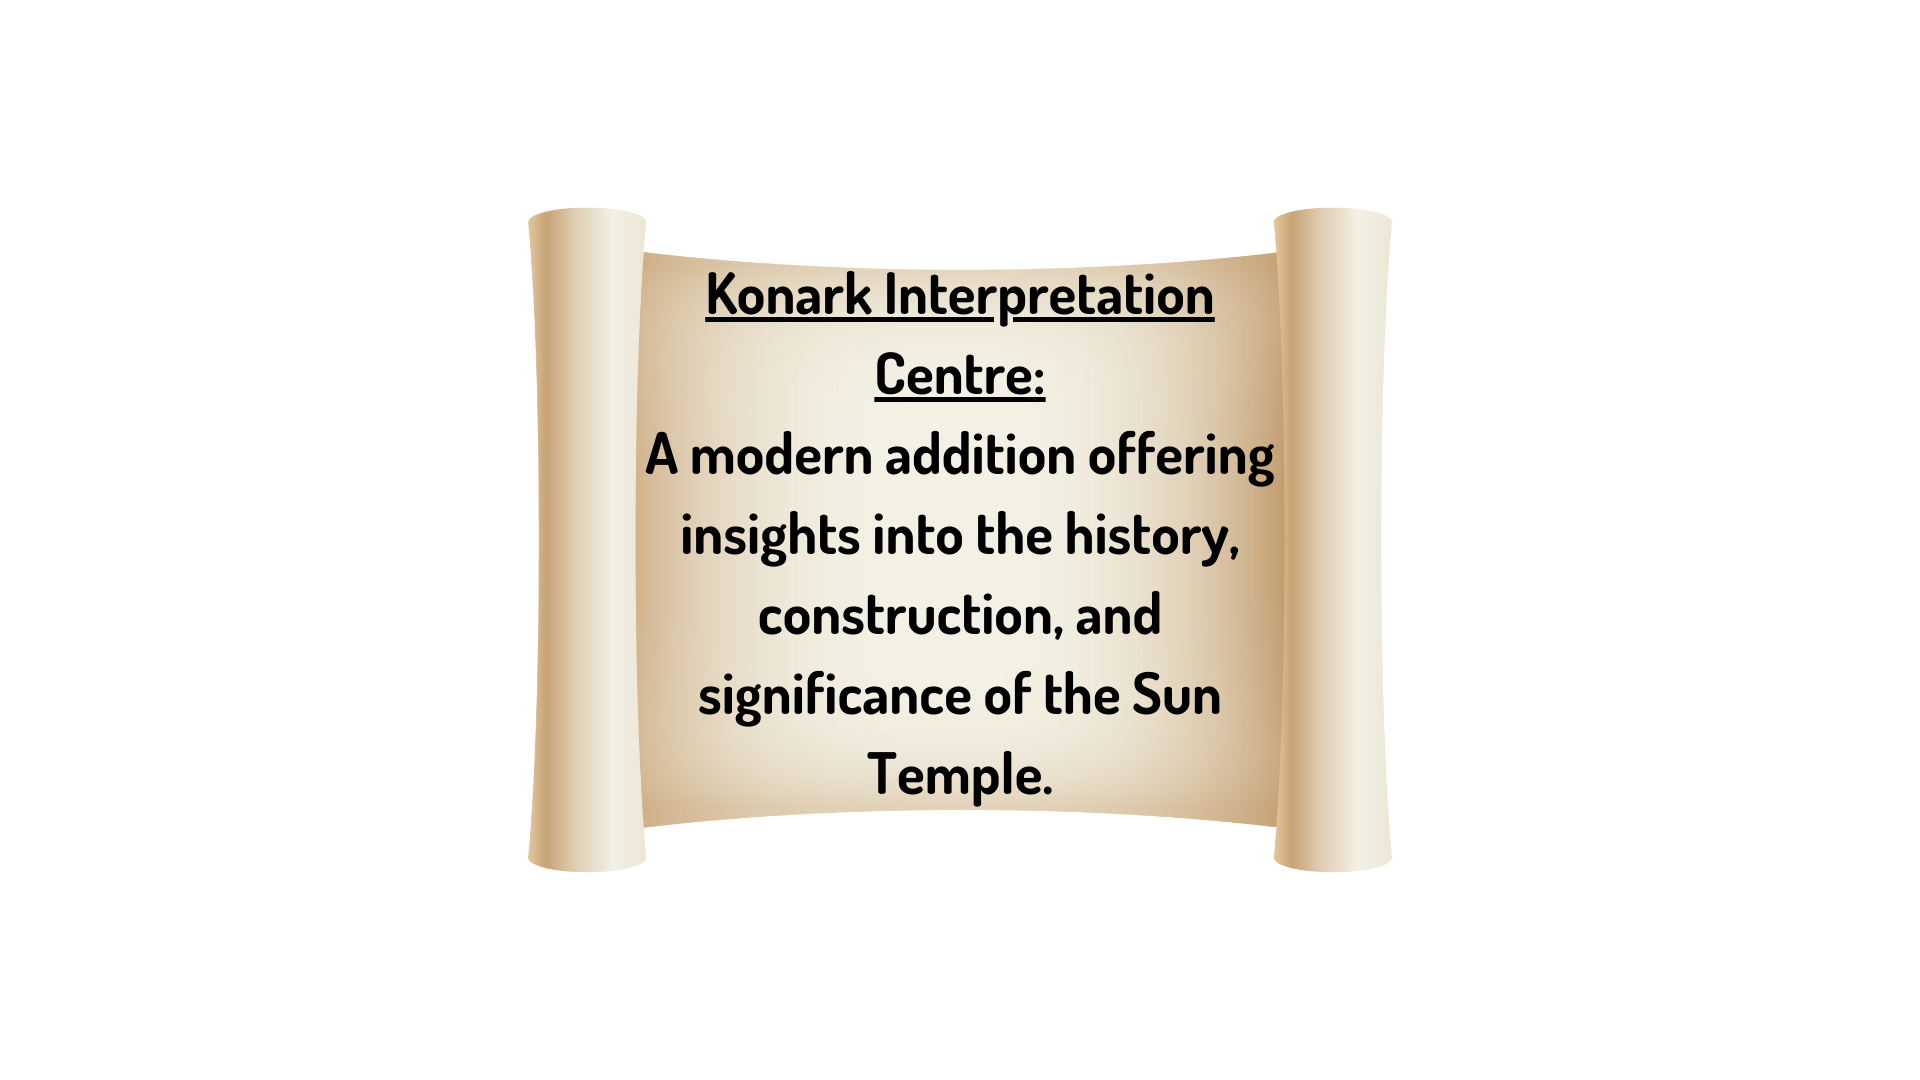 Konark Interpretation
Centre:
A modern addition offering
insights into the history,
construction, and
significance of the Sun
Temple.